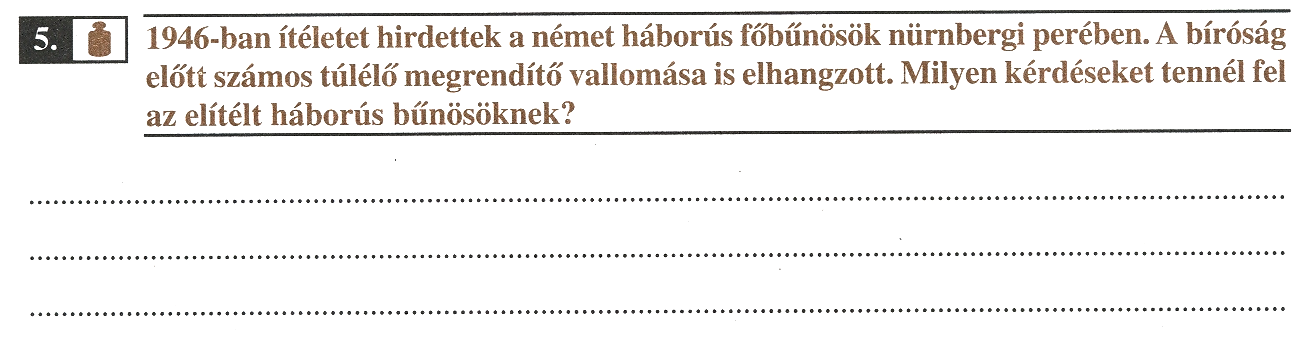 5. 1946-ban ítéletet hirdettek a német háborús főbűnösök nürnbergi perében. A bíróság
előtt számos túlélő megrendítő vallomása is elhangzott. Milyen kérdéseket tennél fel
az elítélt háborús bűnösöknek?